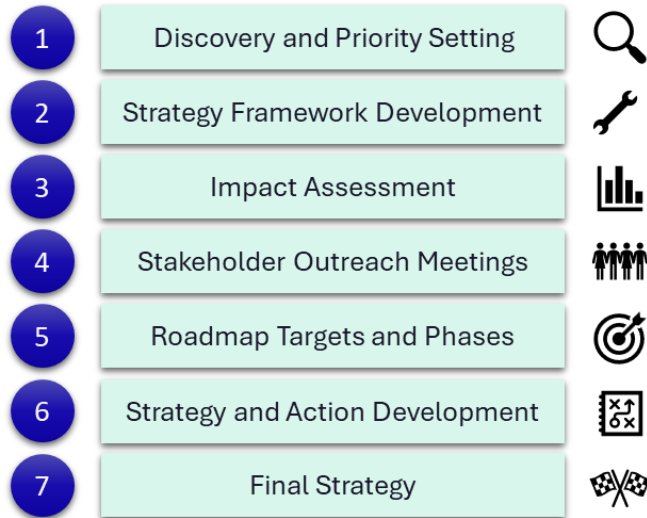 1 Discovery and Priority Setting
2 Strategy Framework Development
3 Impact Assessment
4 Stakeholder Outreach Meetings
5 Roadmap Targets and Phases
6 Strategy and Action Development
7 Final Strategy